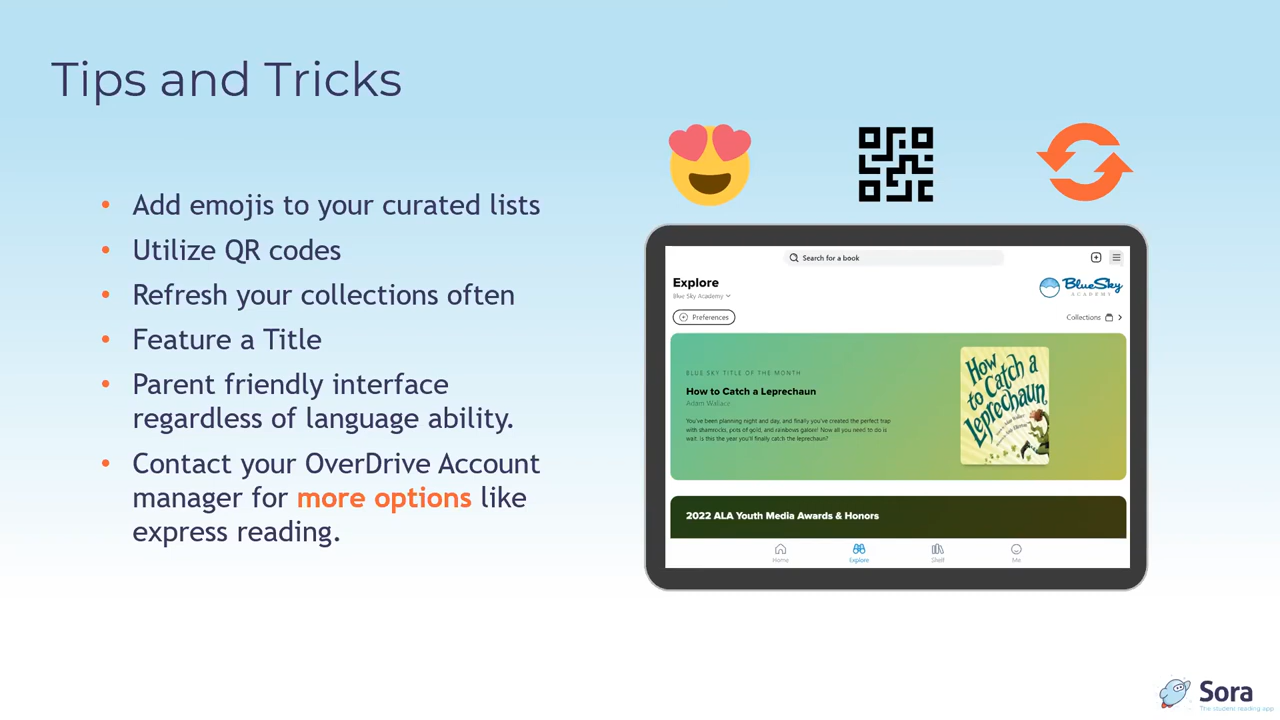 Tips and Tricks
• Add emojis to your curated lists
• Utilize QR codes
• Refresh your collections often
• Feature a Title
• Parent friendly interface
regardless of language ability.
• Contact your OverDrive Account
manager for more options like
express reading.
Search for a book
Explore
Blue Sky Academy
BlueSky
ACADEMY
Preferences
Collections
BLUE SKY TITLE OF THE MONTH
How to Catch a Leprechaun
Adam Wallace
You've been planning night and day, and finally you've created the perfect trap
with shamrocks, pots of gold, and rainbows galore! Now all you need to do is
wait. Is this the year you'll finally catch the leprechaun?
How
to Catch a
Leprechaun
2022 ALA Youth Media Awards & Honors
Home
Explore
Shelf
Me
Sora
The student reading app